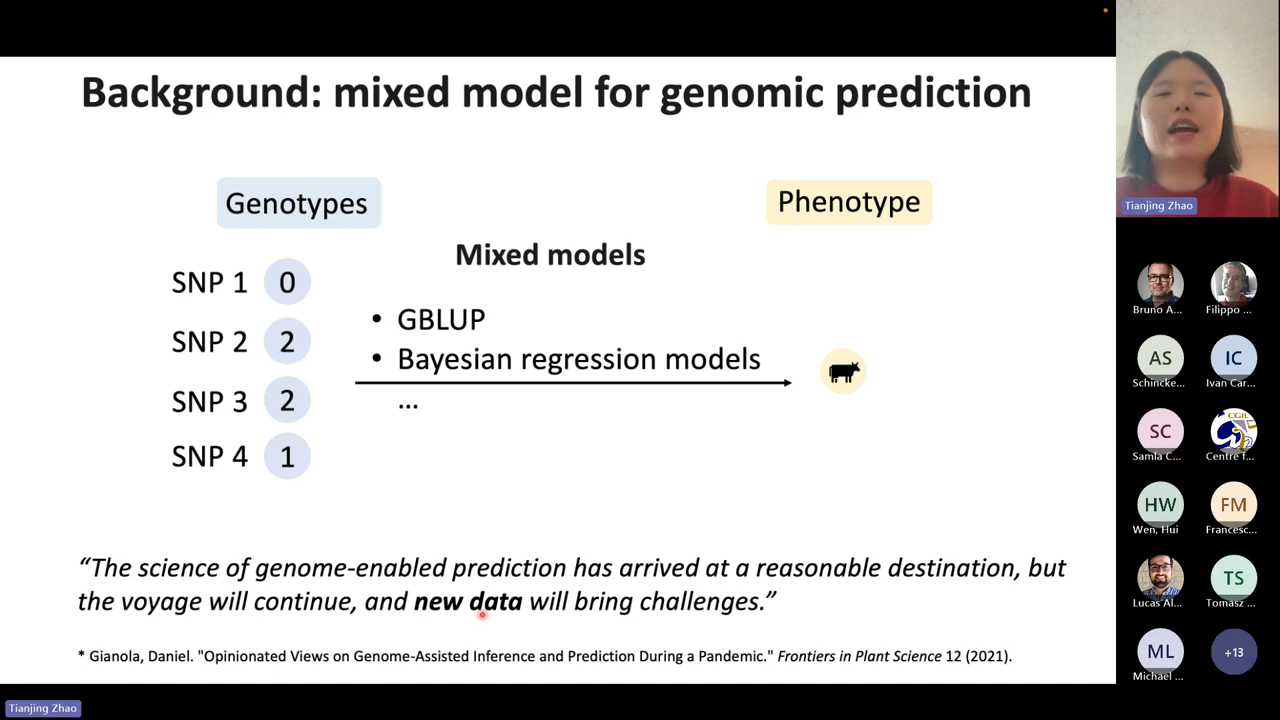 Background: mixed model for genomic prediction
Genotypes
Phenotype
Mixed models
SNP 1 0
SNP 2 2
SNP 3 2
SNP 4 1
• GBLUP
• Bayesian regression models
...
“The science of genome-enabled prediction has arrived at a reasonable destination, but
the voyage will continue, and new data will bring challenges.”
* Gianola, Daniel. "Opinionated Views on Genome-Assisted Inference and Prediction During a Pandemic." Frontiers in Plant Science 12 (2021).
Tianjing Zhao
Tianjing Zhao
Bruno A...
Filippo ...
AS
Schincke...
IC
Ivan Car...
SC
Samla C...
CGIL
Centre f...
HW
Wen, Hui
FM
Francesc...
Lucas Al...
TS
Tomasz ...
ML
Michael ...
+13